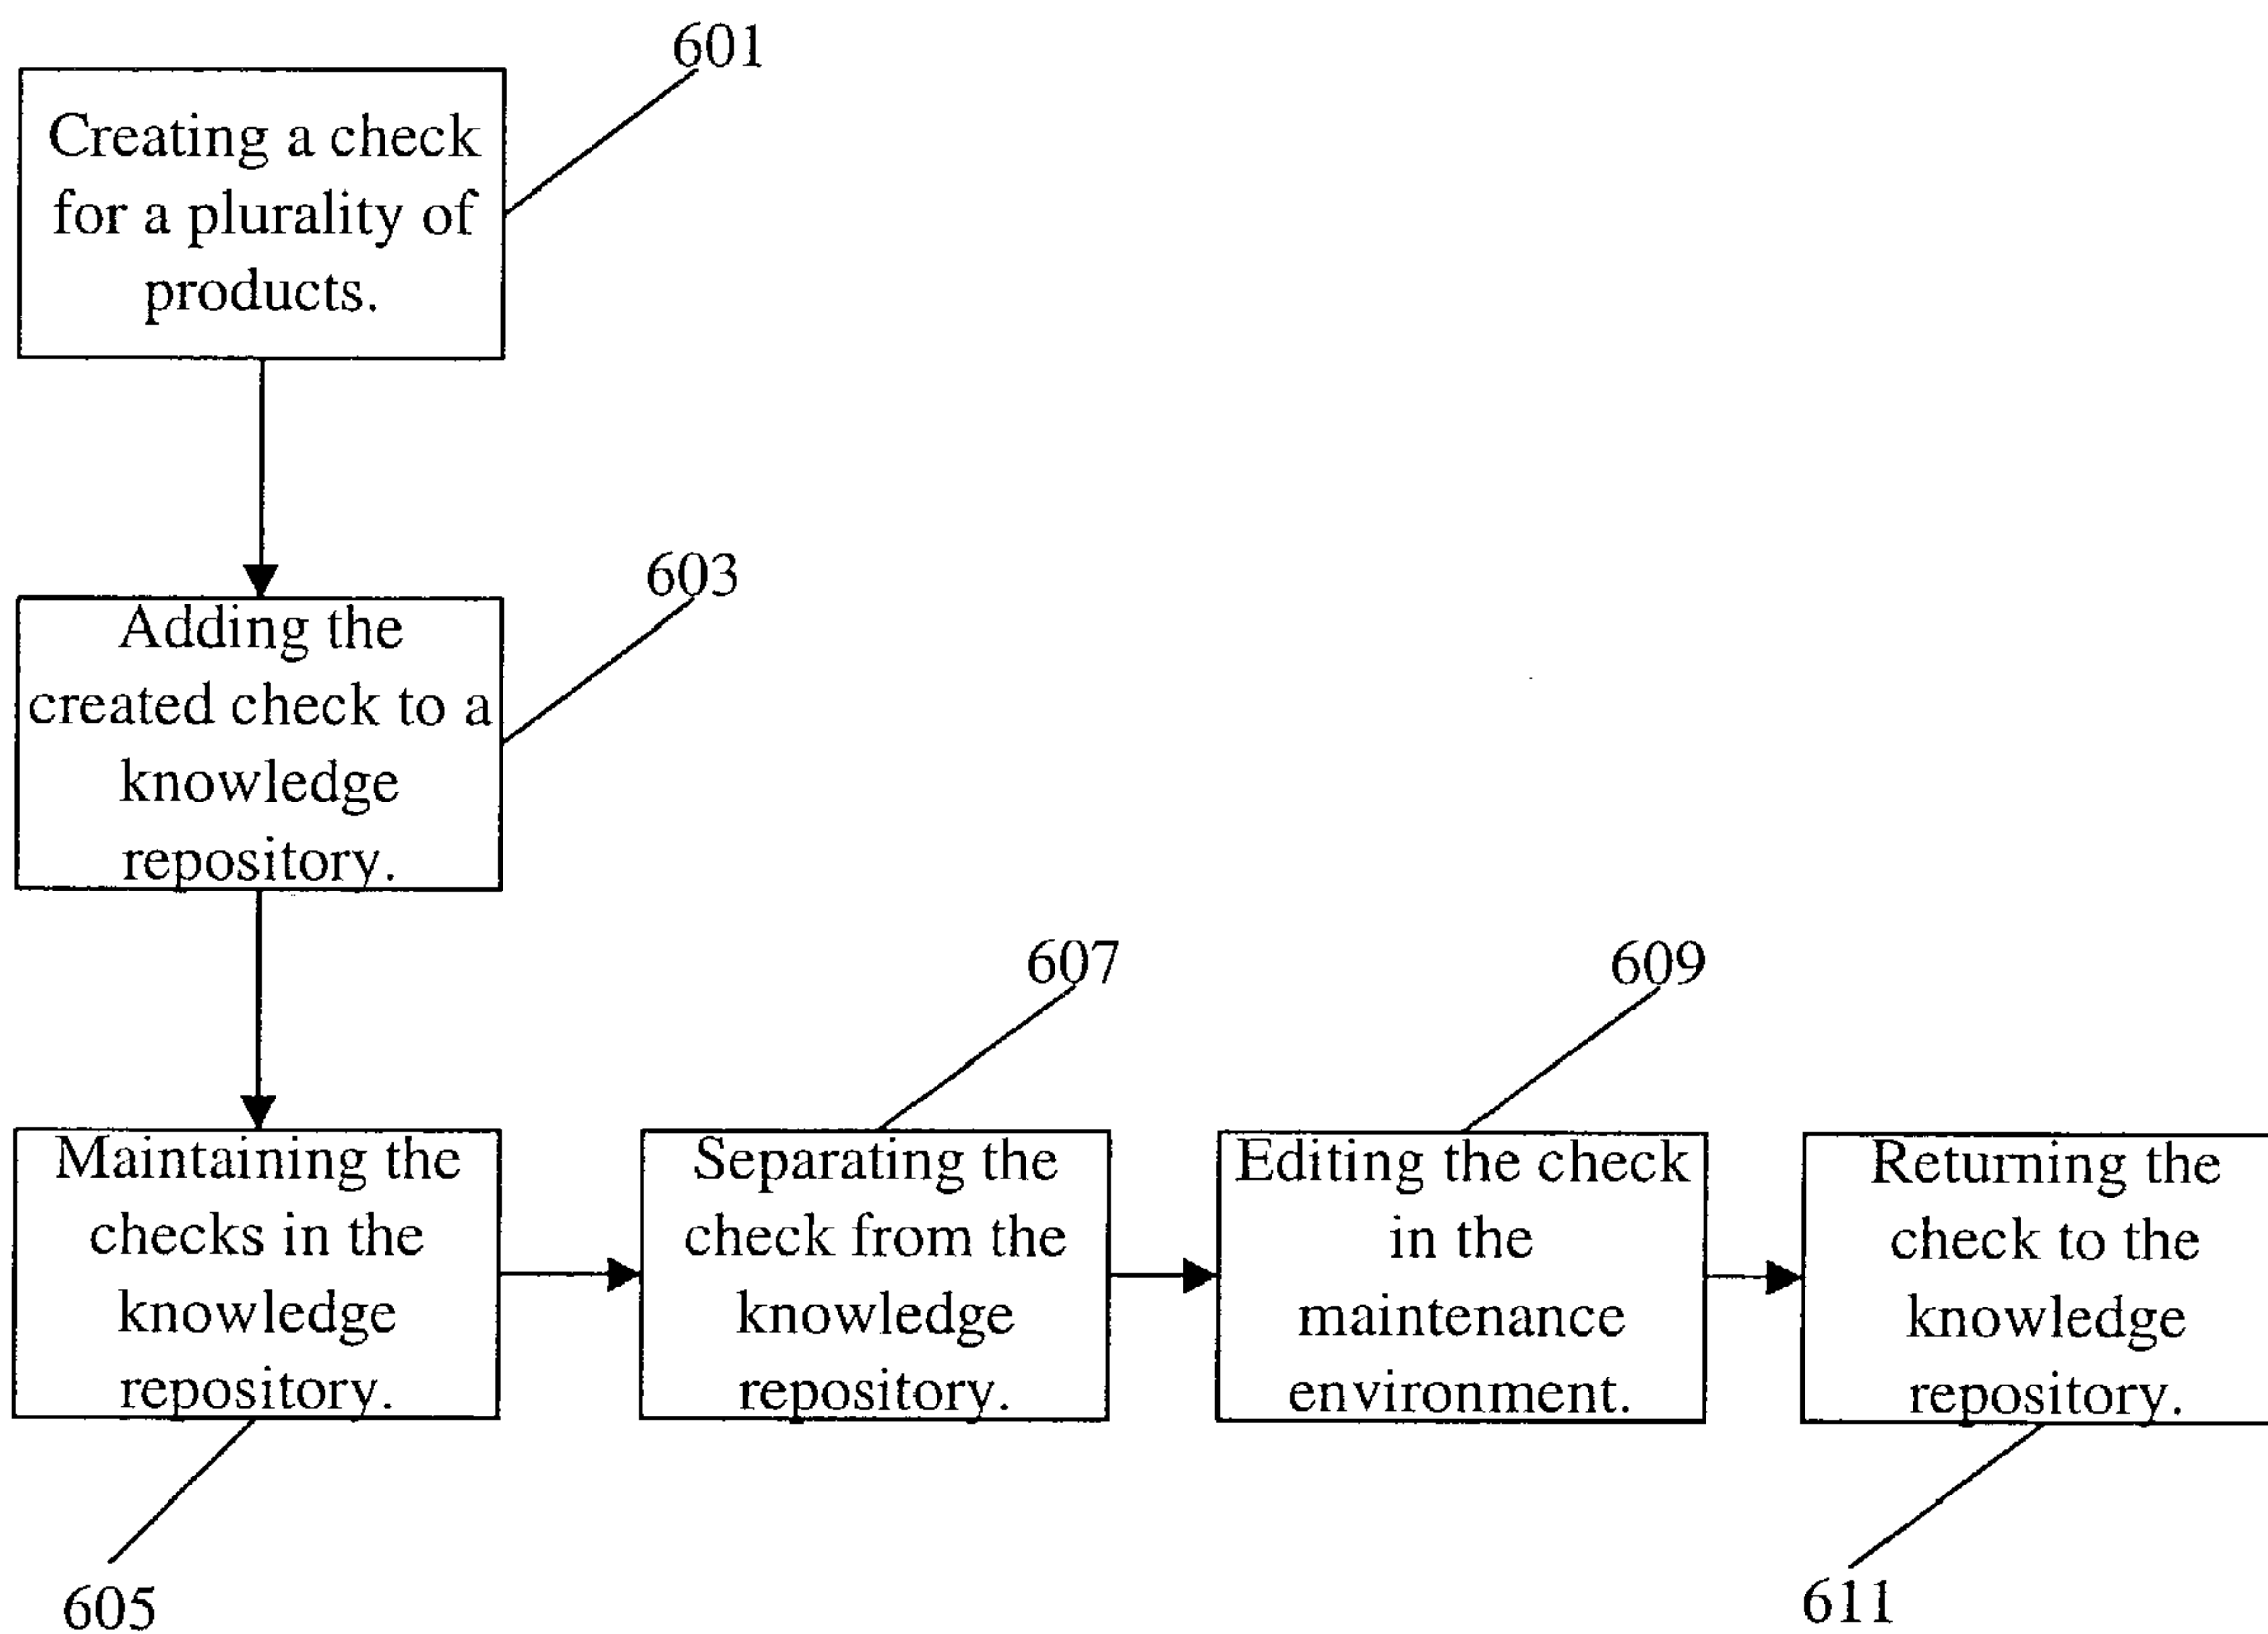 601
Creating a check
for a plurality of
products.
603
Adding the
created check to a
knowledge
repository.
607
609
Maintaining the
checks in the
knowledge
repository.
Separating the
check from the
knowledge
repository.
Editing the check
in the
maintenance
environment.
Returning the
check to the
knowledge
repository.
605
611